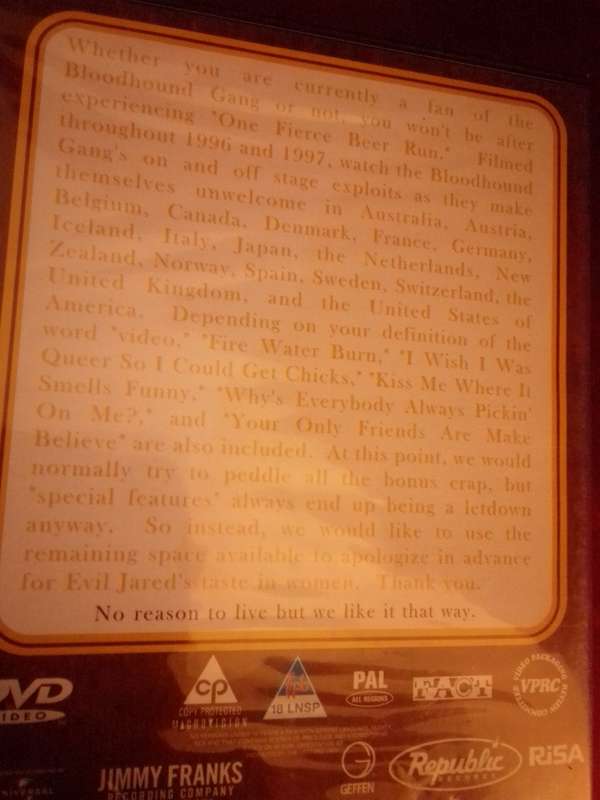 Whether you are currently a fan of the
Bloodhound Gang or not, you won't be after
experiencing "One Fierce Beer Run." Filmed
throughout 1996 and 1997, watch the Bloodhound
Gang's on and off stage exploits as they make
themselves unwelcome in Australia, Austria,
Belgium, Canada, Denmark, France, Germany,
Iceland, Italy, Japan, the Netherlands, New
Zealand, Norway, Spain, Sweden, Switzerland, the
United Kingdom, and the United States of
America. Depending on your definition of the
word "video," "Fire Water Burn," "I Wish I Was
Queer So I Could Get Chicks," "Kiss Me Where It
Smells Funny," "Why's Everybody Always Pickin'
On Me?," and "Your Only Friends Are Make
Believe" are also included. At this point, we would
normally try to peddle all the bonus crap, but
"special features" always end up being a letdown
anyway. So instead, we would like to use the
remaining space available to apologize in advance
for Evil Jared's taste in women. Thank you.
No reason to live but we like it that way.
DVD
VIDEO
cp
COPY PROTECTED
MACROVISION
18 LNSP
PAL
ALL REGIONS
FACT
VPRC
JIMMY FRANKS
RECORDING COMPANY
G
GEFFEN
Republic
RECORDS
RiSA